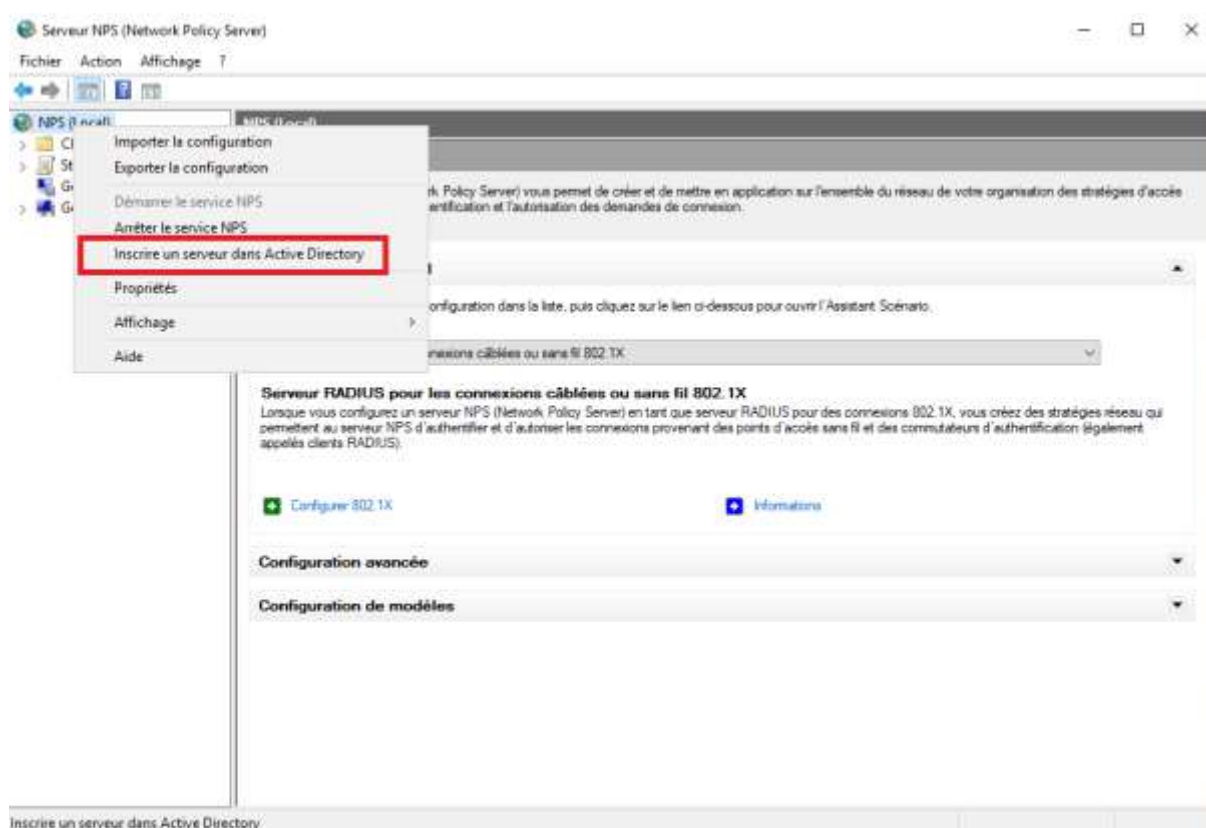 Serveur NPS (Network Policy Server)
Fichier Action Affichage ?
NPS (Local)
NPS (Local)
Importer la configuration
Exporter la configuration
Démarrer le service NPS
Arrêter le service NPS
Inscrire un serveur dans Active Directory
Propriétés
Affichage
Aide
Policy Server) vous permet de créer et de mettre en application sur l'ensemble du réseau de votre organisation des stratégies d'accès
entification et l'autorisation des demandes de connexion.
onfiguration dans la liste, puis cliquez sur le lien ci-dessous pour ouvrir l'Assistant Scénario.
nexions câblées ou sans fil 802.1X
Serveur RADIUS pour les connexions câblées ou sans fil 802.1X
Lorsque vous configurez un serveur NPS (Network Policy Server) en tant que serveur RADIUS pour des connexions 802.1X, vous créez des stratégies réseau qui
permettent au serveur NPS d'authentifier et d'autoriser les connexions provenant des points d'accès sans fil et des commutateurs d'authentification (également
appelés clients RADIUS).
Configurer 802.1X
Informations
Configuration avancée
Configuration de modèles
Inscrire un serveur dans Active Directory